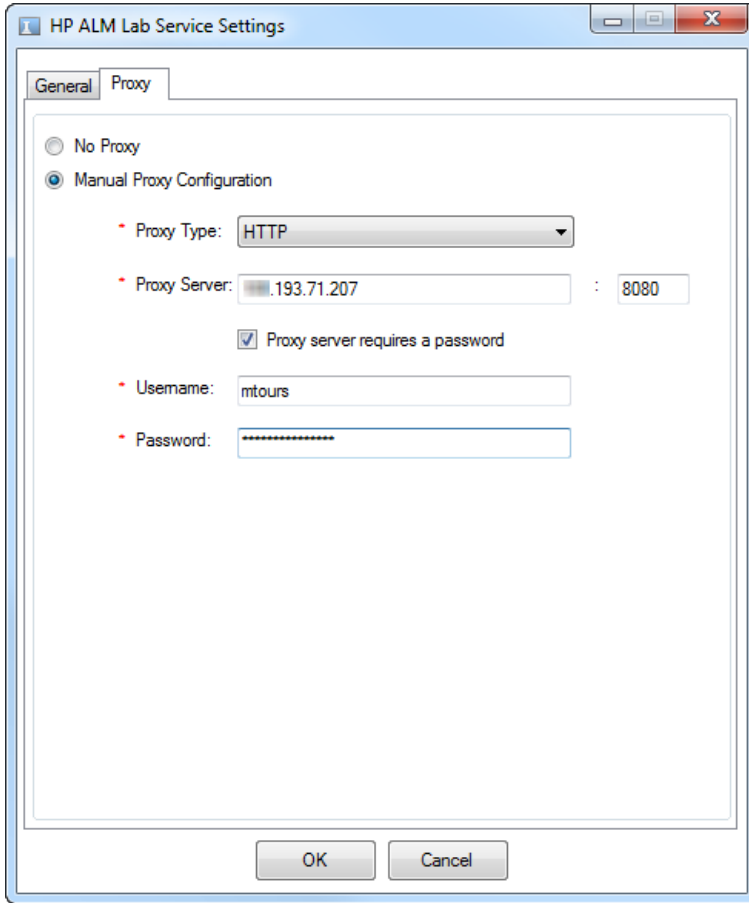 HP ALM Lab Service Settings
General Proxy
No Proxy
Manual Proxy Configuration
* Proxy Type: HTTP
* Proxy Server: .193.71.207 : 8080
Proxy server requires a password
* Username: mtours
* Password: ***************
OK Cancel